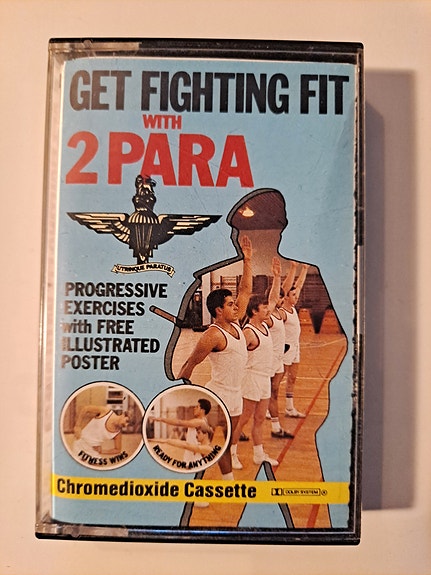 GET FIGHTING FIT
WITH
2 PARA
UTRINQUE PARATUS
PROGRESSIVE
EXERCISES
with FREE
ILLUSTRATED
POSTER
FITNESS WINS
READY FOR ANYTHING
Chromedioxide Cassette
DOLBY SYSTEM ®